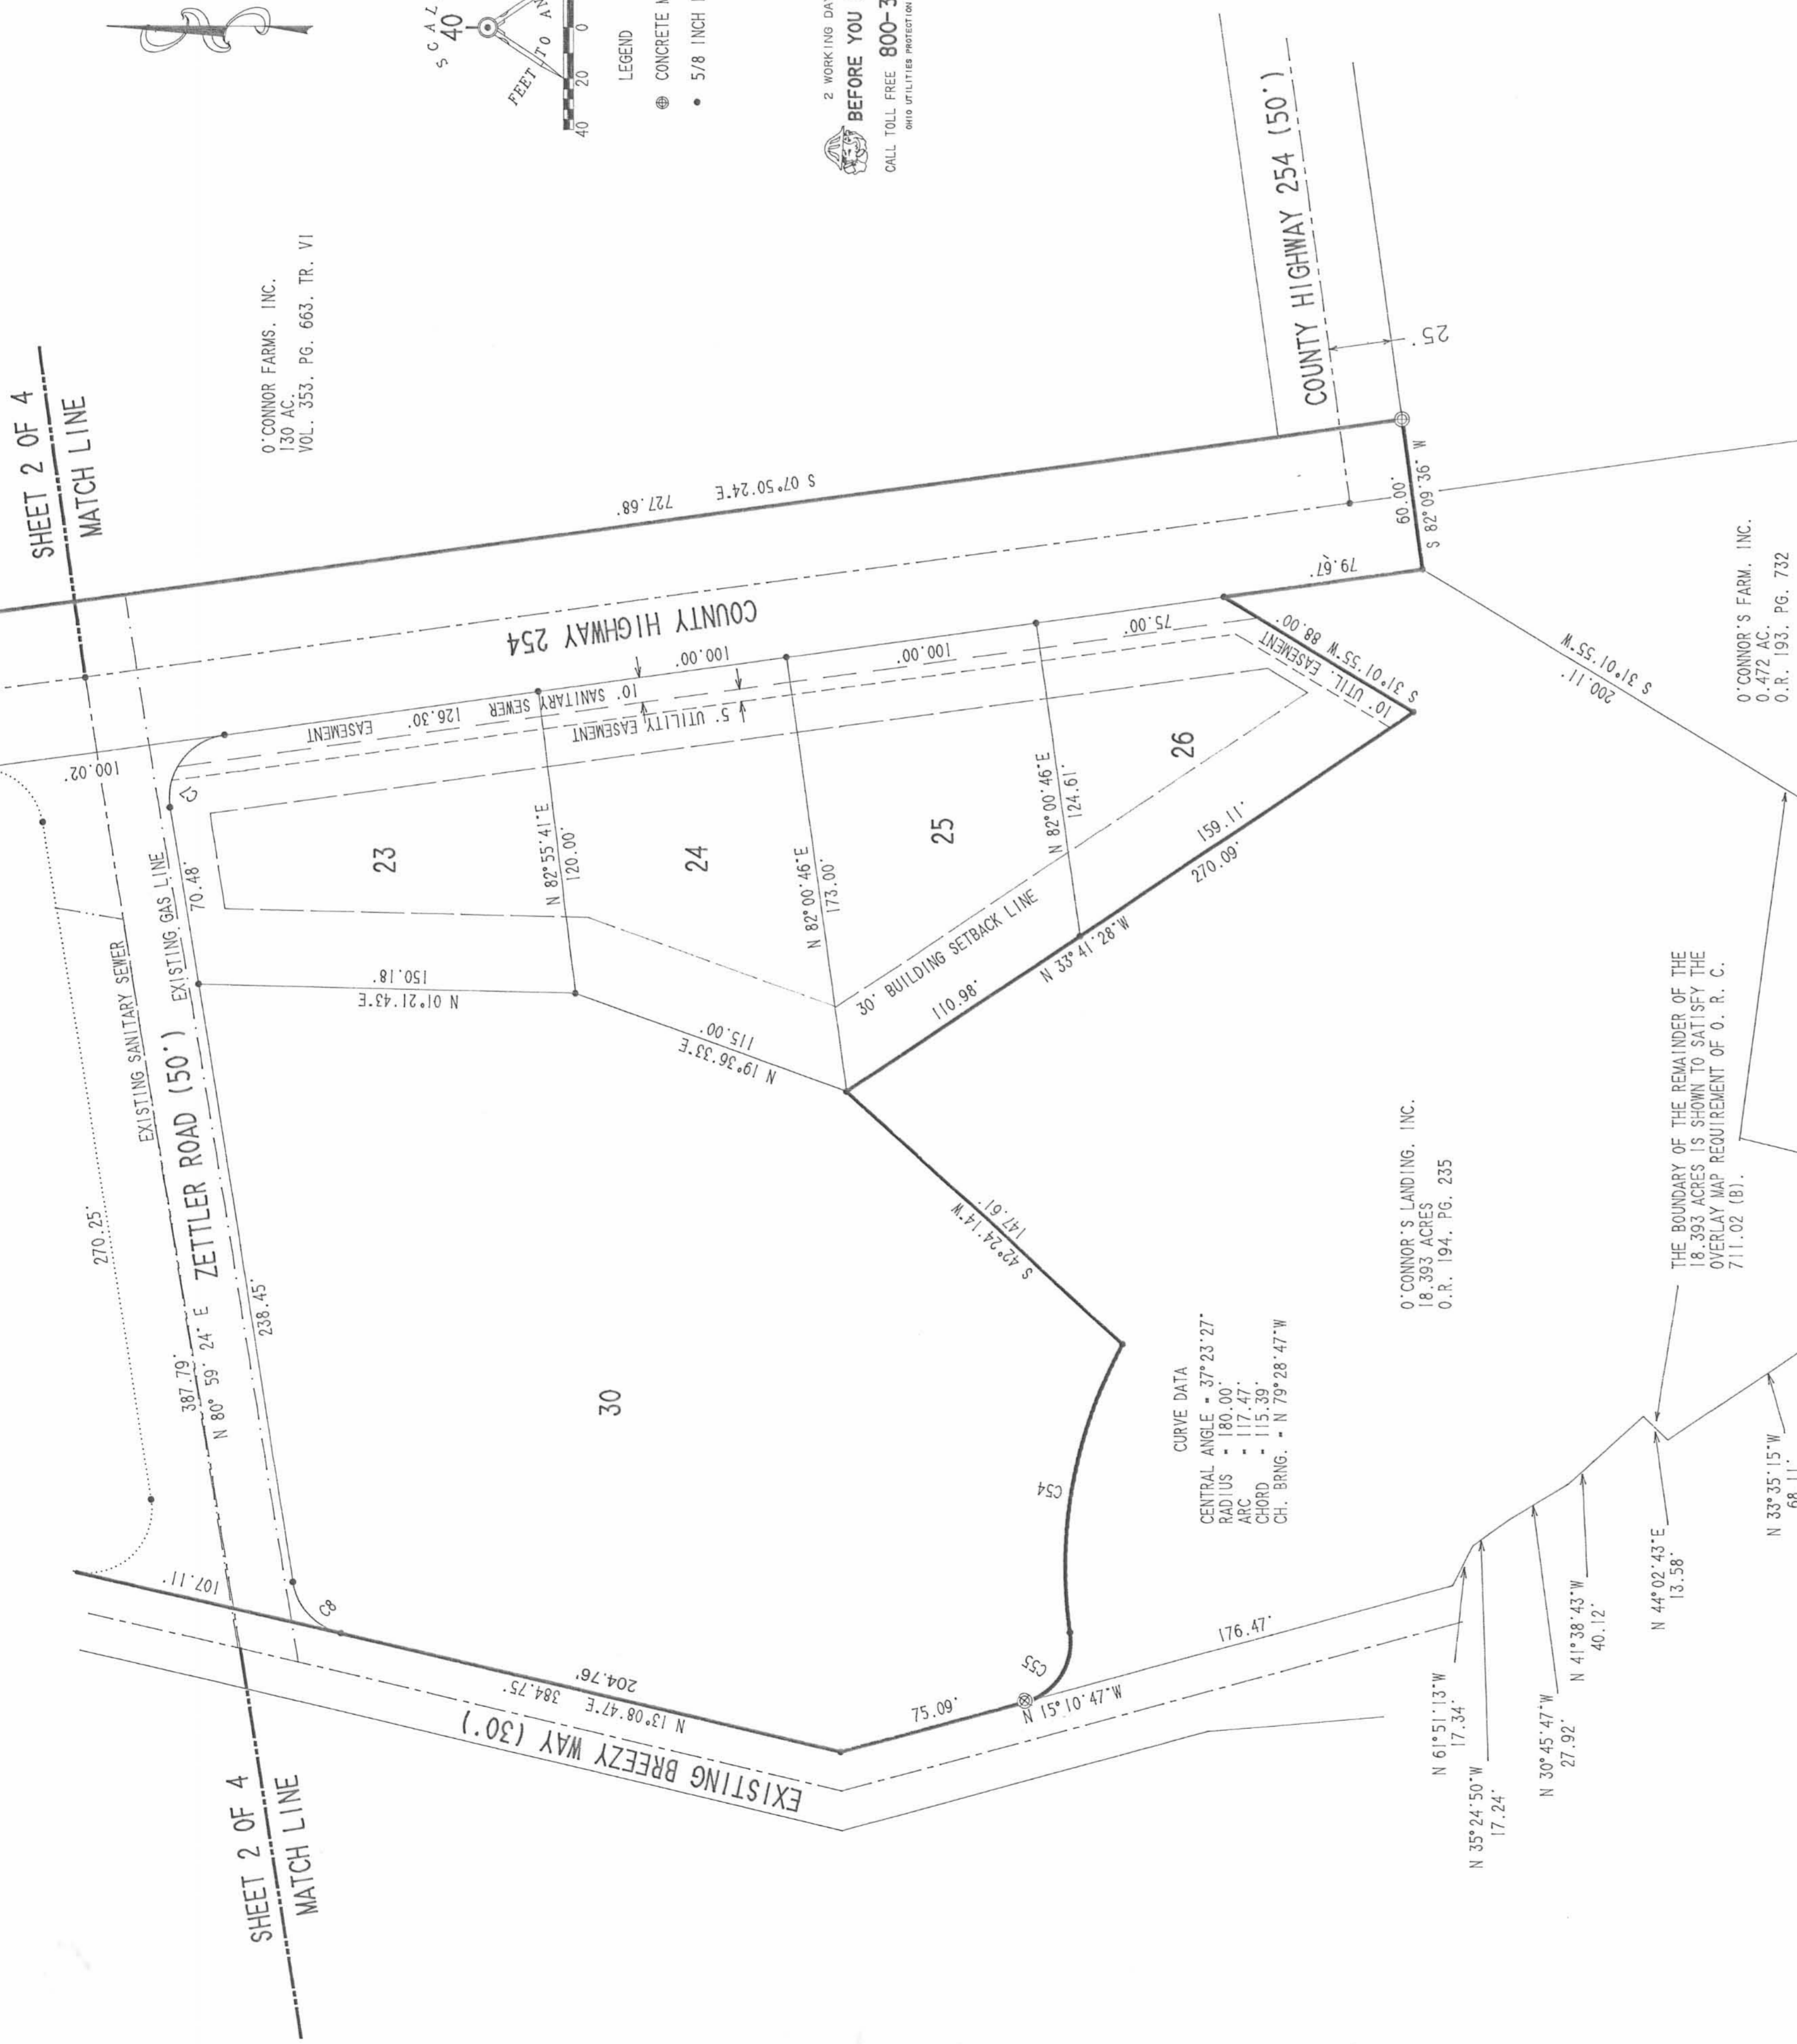 SHEET 2 OF 4
MATCH LINE
SHEET 2 OF 4
MATCH LINE
O'CONNOR FARMS, INC.
130 AC.
VOL. 353, PG. 663, TR. VI
40
FEET TO
40 20 0
LEGEND
CONCRETE
5/8 INCH
2 WORKING
BEFORE YOU
CALL TOLL FREE 800-
OHIO UTILITIES PROTECTION
270.25'
EXISTING SANITARY SEWER
387.79'
N 80° 59' 24" E
ZETTLER ROAD (50')
EXISTING GAS LINE
238.45'
70.48'
C7
100.02'
107.11'
C8
COUNTY HIGHWAY 254
S 07°50'24"E 727.68'
EASEMENT 126.30'
10' SANITARY SEWER
5' UTILITY EASEMENT
100.00'
100.00'
75.00'
23
N 82°55'41"E
120.00'
24
N 82°00'46"E
173.00'
25
N 82°00'46"E
124.61'
26
N 01°21'43"E
150.18'
N 19°36'33"E
115.00'
30' BUILDING SETBACK LINE
110.98'
N 33°41'28"W
159.11'
270.09'
10' UTIL. EASEMENT
S 31°01'55"W 88.00'
79.67'
60.00'
S 82°09'36" W
COUNTY HIGHWAY 254 (50')
25'
S 31°01'55"W
200.11'
O'CONNOR'S FARM, INC.
0.472 AC.
O.R. 193, PG. 732
30
S 42°24'14"W
147.61'
C54
C55
EXISTING BREEZY WAY (30')
N 13°08'47"E 384.75'
204.76'
75.09'
N 15°10'47"W
176.47'
CURVE DATA
CENTRAL ANGLE = 37°23'27"
RADIUS = 180.00'
ARC = 117.47'
CHORD = 115.39'
CH. BRNG. = N 79°28'47"W
O'CONNOR'S LANDING, INC.
18.393 ACRES
O.R. 194, PG. 235
THE BOUNDARY OF THE REMAINDER OF THE
18.393 ACRES IS SHOWN TO SATISFY THE
OVERLAY MAP REQUIREMENT OF O. R. C.
711.02 (B).
N 61°51'13"W
17.34'
N 35°24'50"W
17.24'
N 30°45'47"W
27.92'
N 41°38'43"W
40.12'
N 44°02'43"E
13.58'
N 33°35'15"W
68.11'